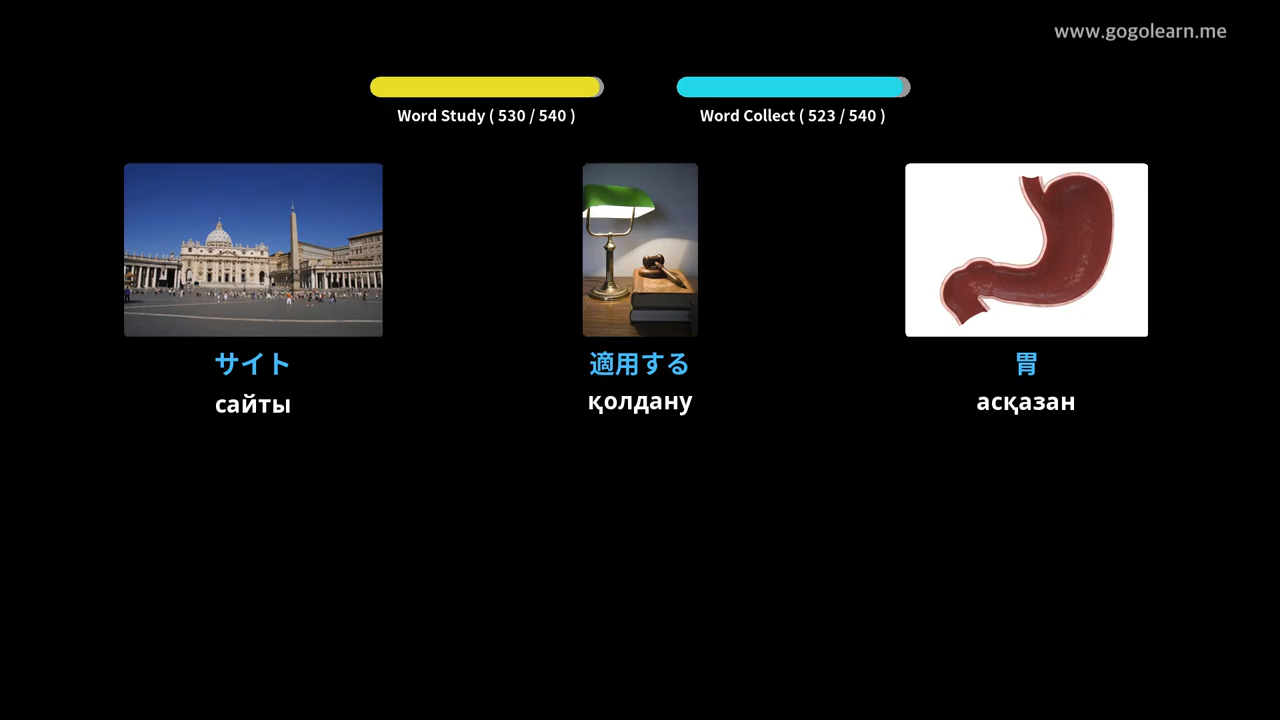 www.gogolearn.me
Word Study ( 530 / 540 )
Word Collect ( 523 / 540 )
サイト
適用する
胃
сайты
қолдану
асқазан